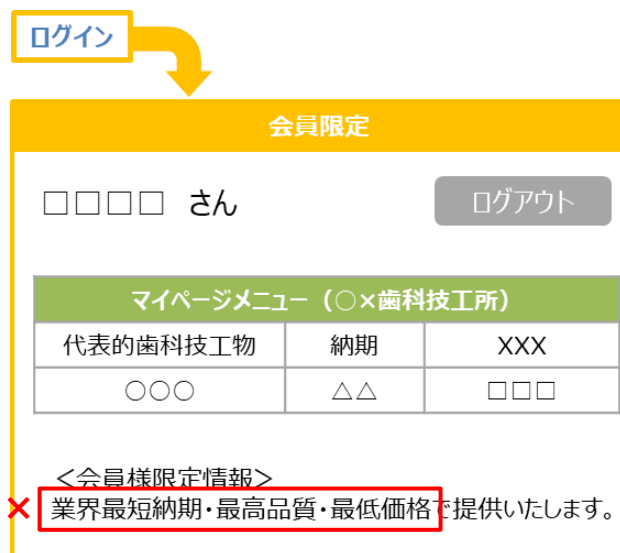 ログイン
会員限定
□□□□ さん
ログアウト
マイページメニュー（○×歯科技工所）
代表的歯科技工物 納期 XXX
○○○ △△ □□□
＜会員様限定情報＞
× 業界最短納期・最高品質・最低価格で提供いたします。